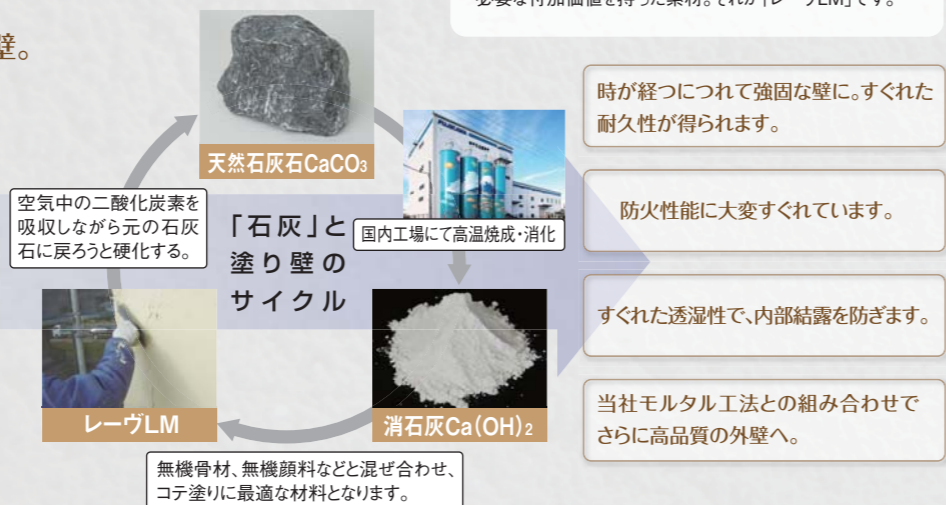 必要な付加価値を持った素材。それが「レーヴLM」です。
壁。
天然石灰石CaCO₃
国内工場にて高温焼成・消化
空気中の二酸化炭素を
吸収しながら元の石灰
石に戻ろうと硬化する。
「石灰」と
塗り壁の
サイクル
レーヴLM
消石灰Ca(OH)₂
無機骨材、無機顔料などと混ぜ合わせ、
コテ塗りに最適な材料となります。
時が経つにつれて強固な壁に。すぐれた
耐久性が得られます。
防火性能に大変すぐれています。
すぐれた透湿性で、内部結露を防ぎます。
当社モルタル工法との組み合わせで
さらに高品質の外壁へ。